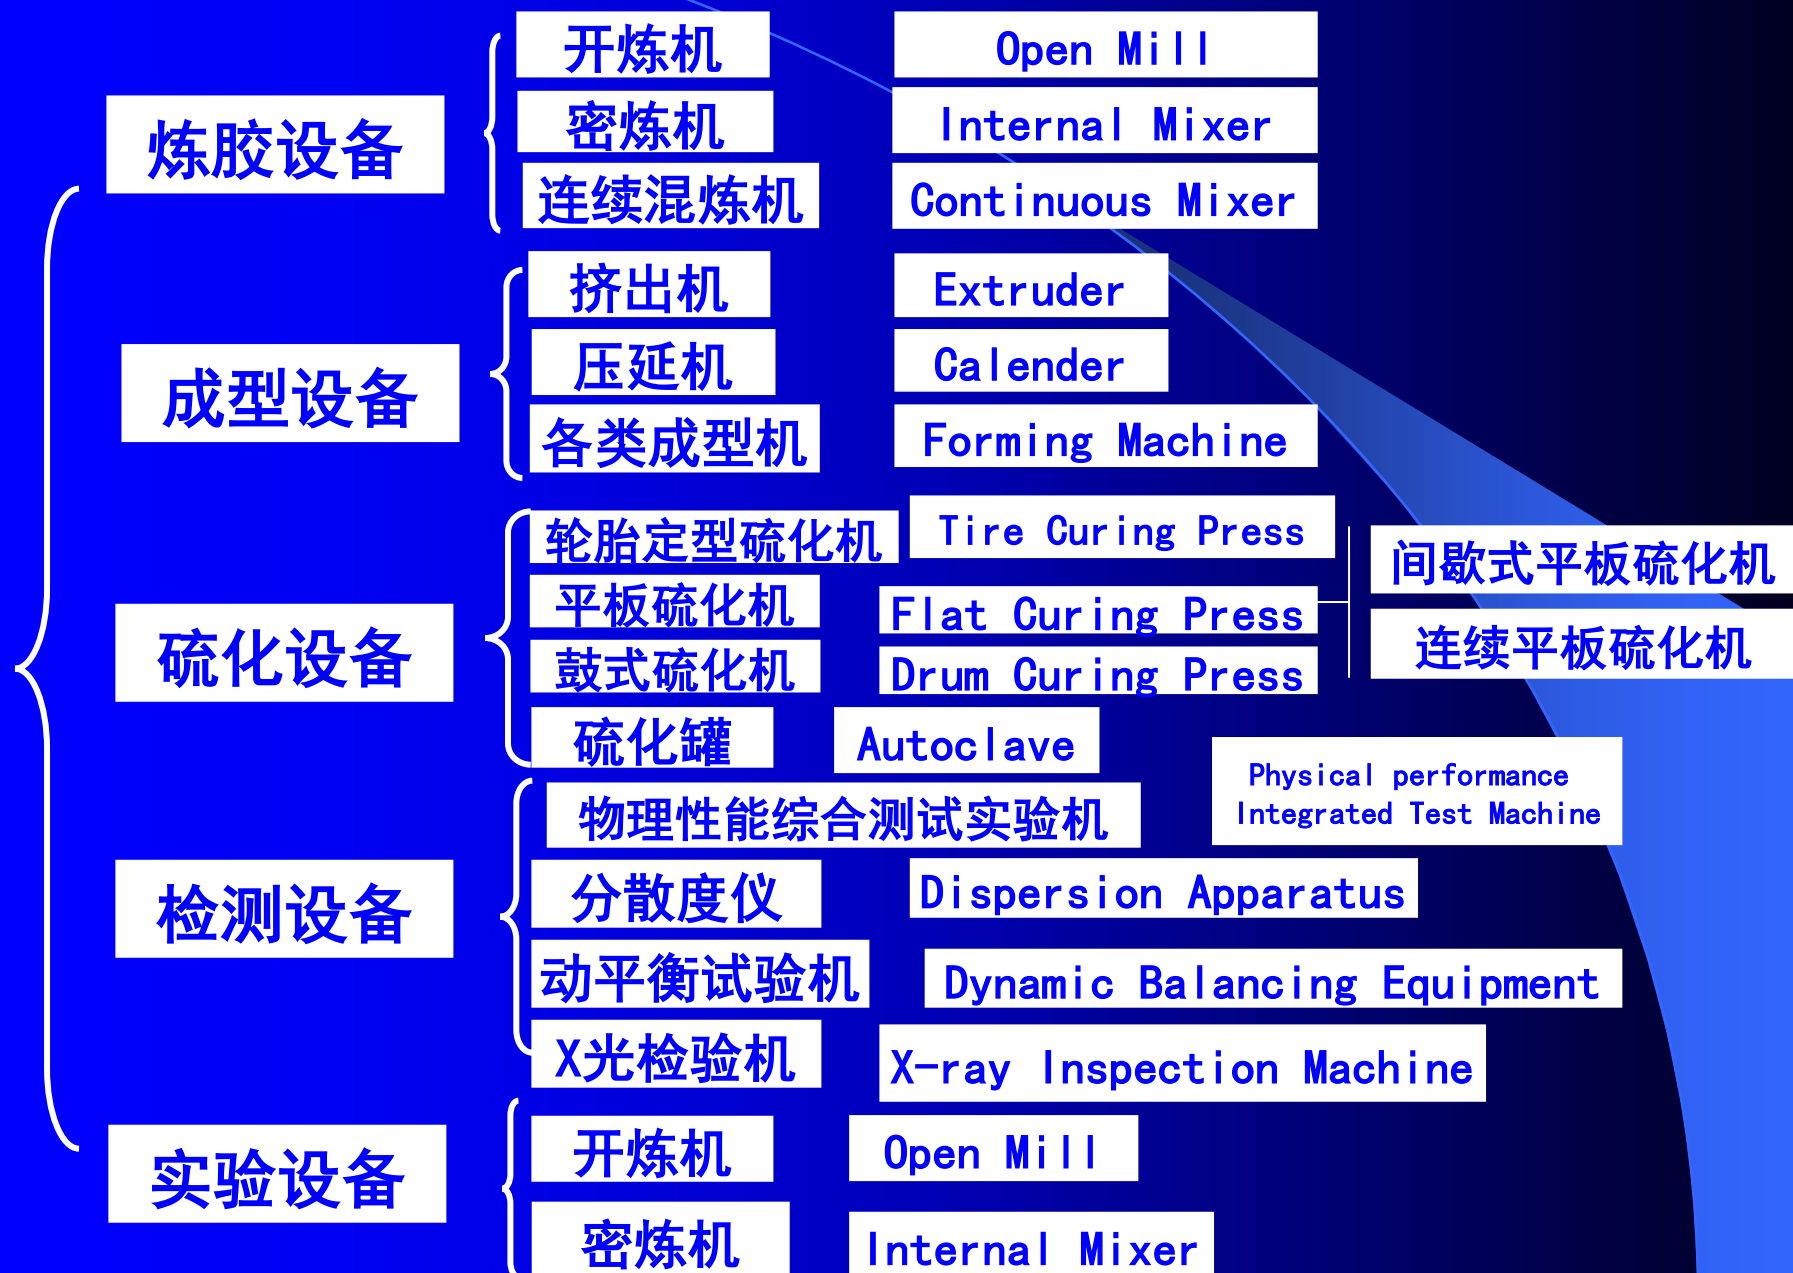 炼胶设备
开炼机 Open Mill
密炼机 Internal Mixer
连续混炼机 Continuous Mixer
成型设备
挤出机 Extruder
压延机 Calender
各类成型机 Forming Machine
硫化设备
轮胎定型硫化机 Tire Curing Press
平板硫化机 Flat Curing Press
间歇式平板硫化机
连续平板硫化机
鼓式硫化机 Drum Curing Press
硫化罐 Autoclave
检测设备
物理性能综合测试实验机
Physical performance
Integrated Test Machine
分散度仪 Dispersion Apparatus
动平衡试验机 Dynamic Balancing Equipment
X光检验机 X-ray Inspection Machine
实验设备
开炼机 Open Mill
密炼机 Internal Mixer